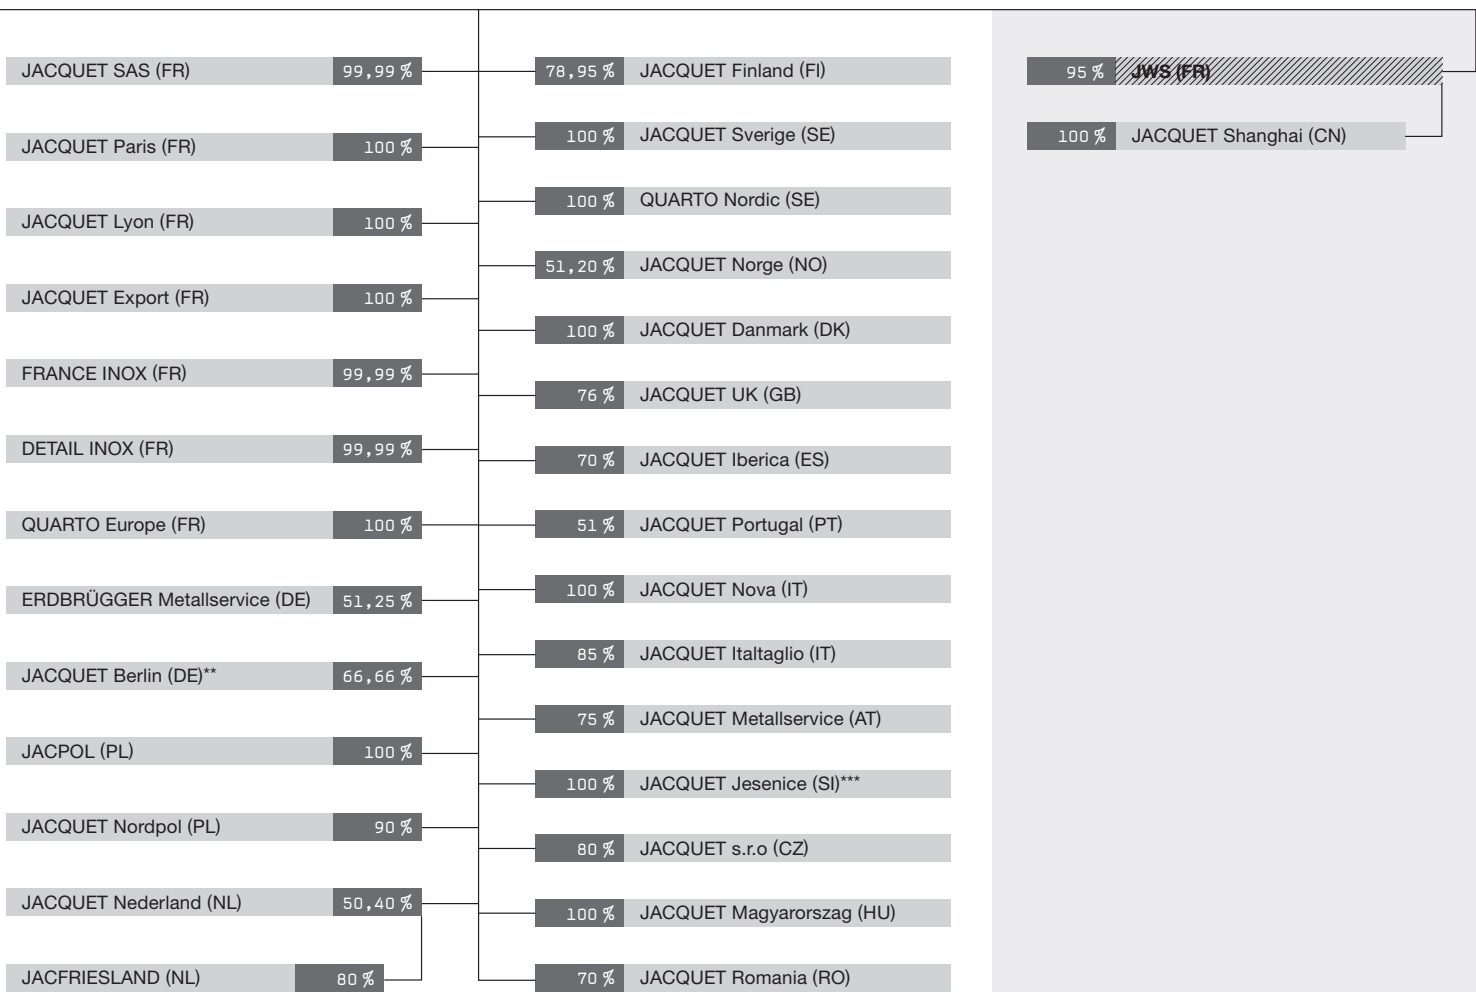 JACQUET SAS (FR) 99,99 %
JACQUET Paris (FR) 100 %
JACQUET Lyon (FR) 100 %
JACQUET Export (FR) 100 %
FRANCE INOX (FR) 99,99 %
DETAIL INOX (FR) 99,99 %
QUARTO Europe (FR) 100 %
ERDBRÜGGER Metallservice (DE) 51,25 %
JACQUET Berlin (DE)** 66,66 %
JACPOL (PL) 100 %
JACQUET Nordpol (PL) 90 %
JACQUET Nederland (NL) 50,40 %
JACFRIESLAND (NL) 80 %
78,95 % JACQUET Finland (FI)
100 % JACQUET Sverige (SE)
100 % QUARTO Nordic (SE)
51,20 % JACQUET Norge (NO)
100 % JACQUET Danmark (DK)
76 % JACQUET UK (GB)
70 % JACQUET Iberica (ES)
51 % JACQUET Portugal (PT)
100 % JACQUET Nova (IT)
85 % JACQUET Italtaglio (IT)
75 % JACQUET Metallservice (AT)
100 % JACQUET Jesenice (SI)***
80 % JACQUET s.r.o (CZ)
100 % JACQUET Magyarorszag (HU)
70 % JACQUET Romania (RO)
95 % JWS (FR)
100 % JACQUET Shanghai (CN)